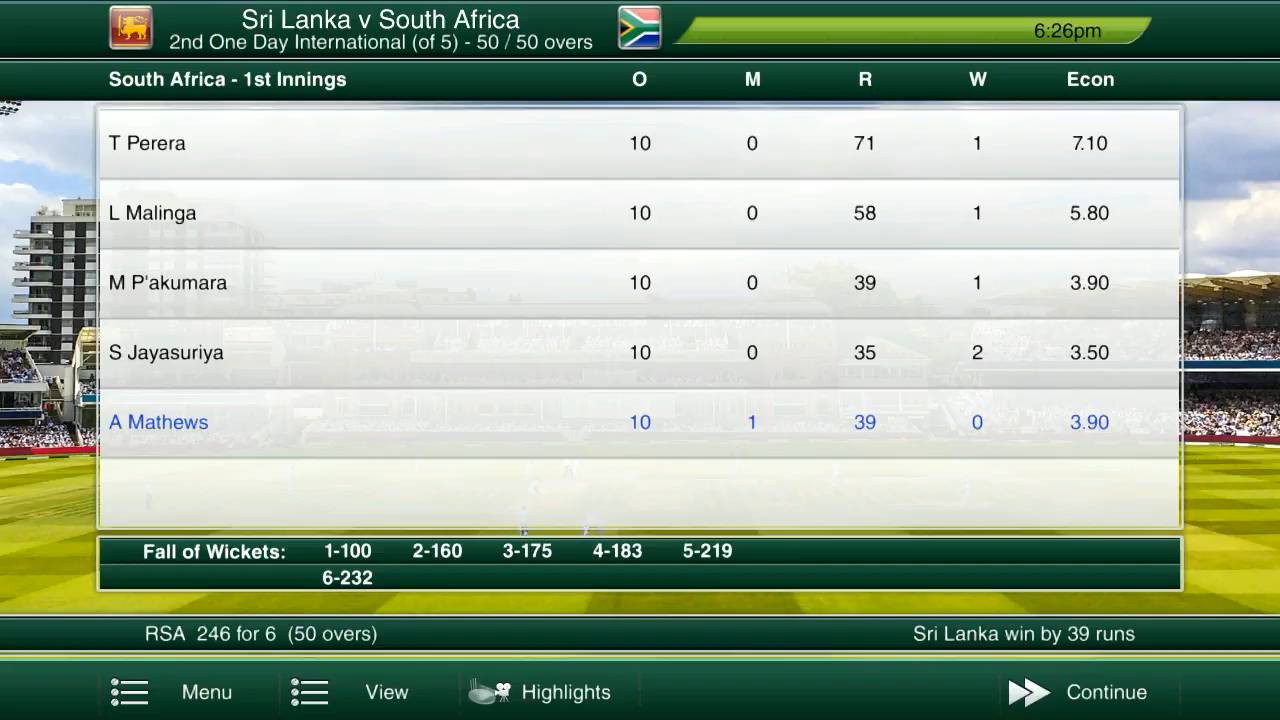 Sri Lanka v South Africa
2nd One Day International (of 5) - 50 / 50 overs
6:26pm
South Africa - 1st Innings O M R W Econ
T Perera 10 0 71 1 7.10
L Malinga 10 0 58 1 5.80
M P'akumara 10 0 39 1 3.90
S Jayasuriya 10 0 35 2 3.50
A Mathews 10 1 39 0 3.90
Fall of Wickets: 1-100 2-160 3-175 4-183 5-219
6-232
RSA 246 for 6 (50 overs) Sri Lanka win by 39 runs
Menu View Highlights Continue